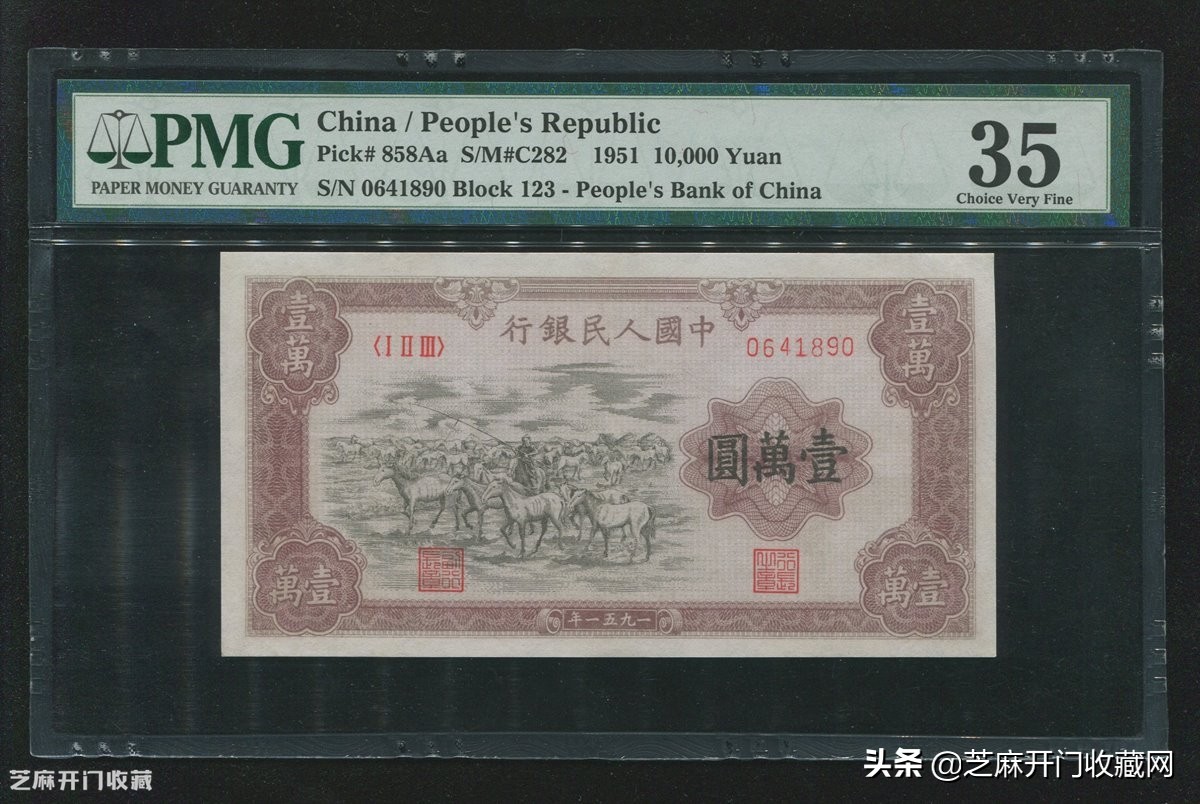 PMG
PAPER MONEY GUARANTY
China / People's Republic
Pick# 858Aa S/M#C282 1951 10,000 Yuan
S/N 0641890 Block 123 - People's Bank of China
35
Choice Very Fine
壹萬
行銀民人國中
壹萬
〈I II III〉
0641890
圓萬壹
萬壹
年一五九一
萬壹
芝麻开门收藏
头条 @芝麻开门收藏网